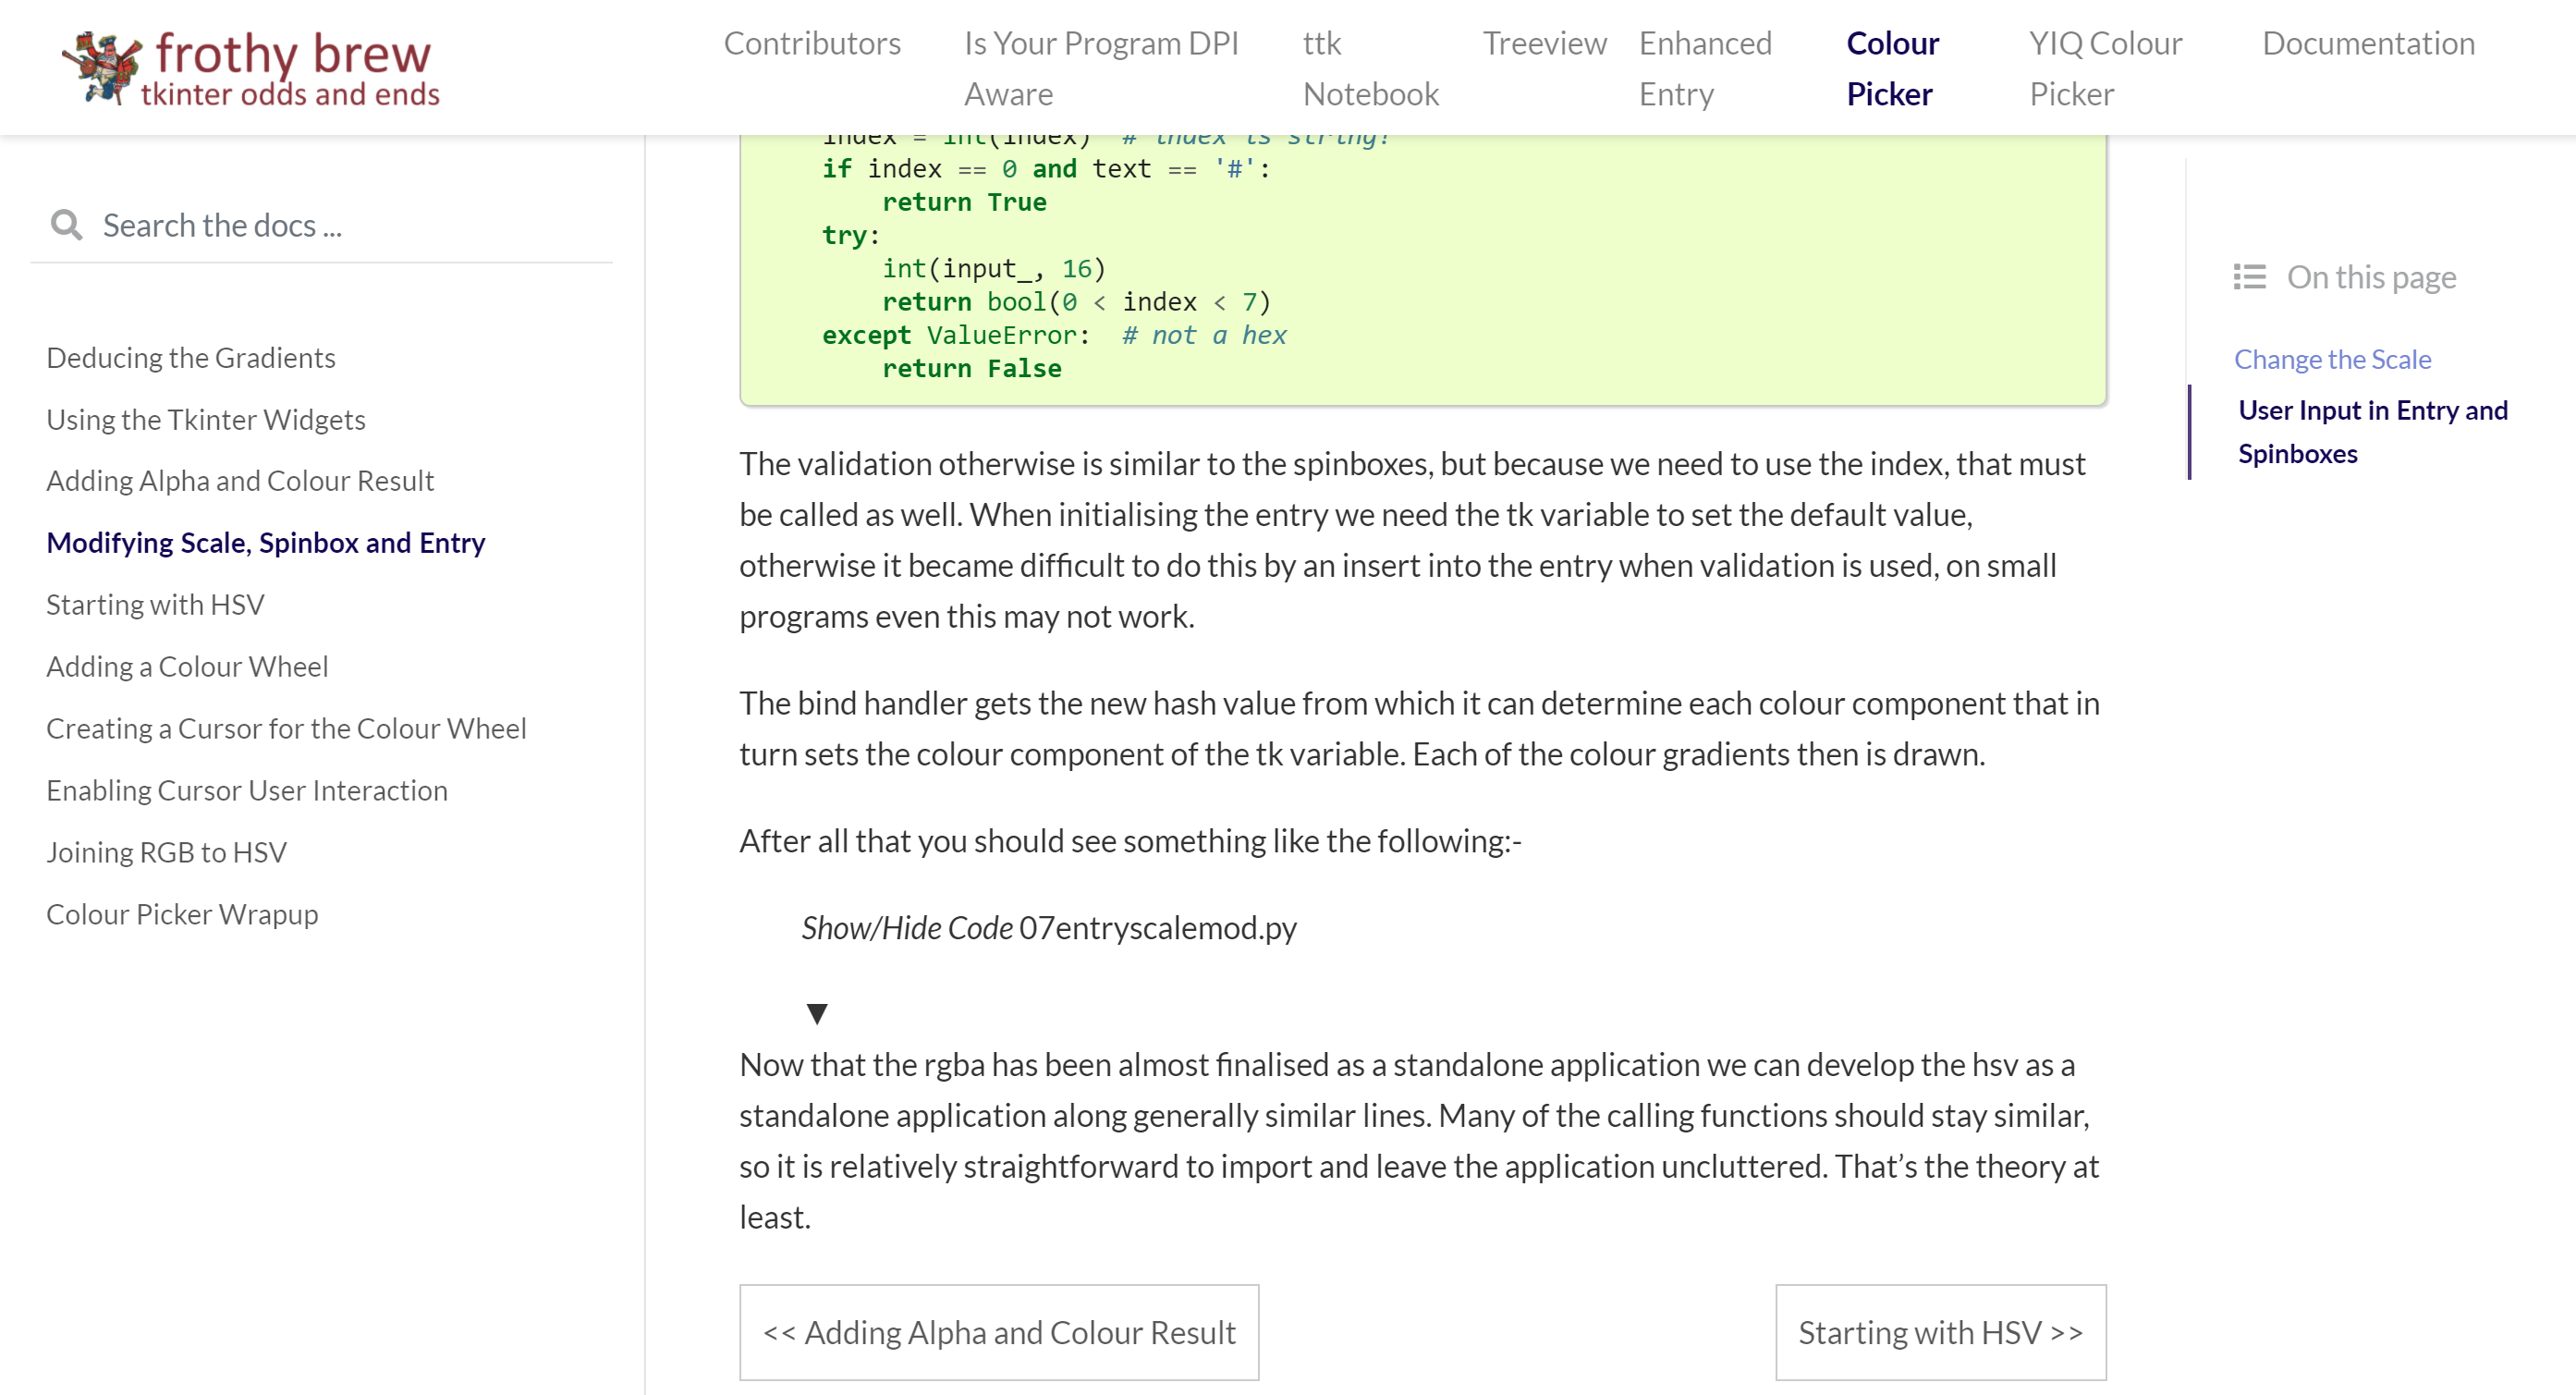 frothy brew
tkinter odds and ends
Contributors
Is Your Program DPI
Aware
ttk
Notebook
Treeview
Enhanced
Entry
Colour
Picker
YIQ Colour
Picker
Documentation
Search the docs ...
Deducing the Gradients
Using the Tkinter Widgets
Adding Alpha and Colour Result
Modifying Scale, Spinbox and Entry
Starting with HSV
Adding a Colour Wheel
Creating a Cursor for the Colour Wheel
Enabling Cursor User Interaction
Joining RGB to HSV
Colour Picker Wrapup
index = int(index)  # index is string!
if index == 0 and text == '#':
    return True
try:
    int(input_, 16)
    return bool(0 < index < 7)
except ValueError:  # not a hex
    return False
The validation otherwise is similar to the spinboxes, but because we need to use the index, that must
be called as well. When initialising the entry we need the tk variable to set the default value,
otherwise it became difficult to do this by an insert into the entry when validation is used, on small
programs even this may not work.
The bind handler gets the new hash value from which it can determine each colour component that in
turn sets the colour component of the tk variable. Each of the colour gradients then is drawn.
After all that you should see something like the following:-
Show/Hide Code 07entryscalemod.py
▼
Now that the rgba has been almost finalised as a standalone application we can develop the hsv as a
standalone application along generally similar lines. Many of the calling functions should stay similar,
so it is relatively straightforward to import and leave the application uncluttered. That’s the theory at
least.
<< Adding Alpha and Colour Result
Starting with HSV >>
On this page
Change the Scale
User Input in Entry and
Spinboxes